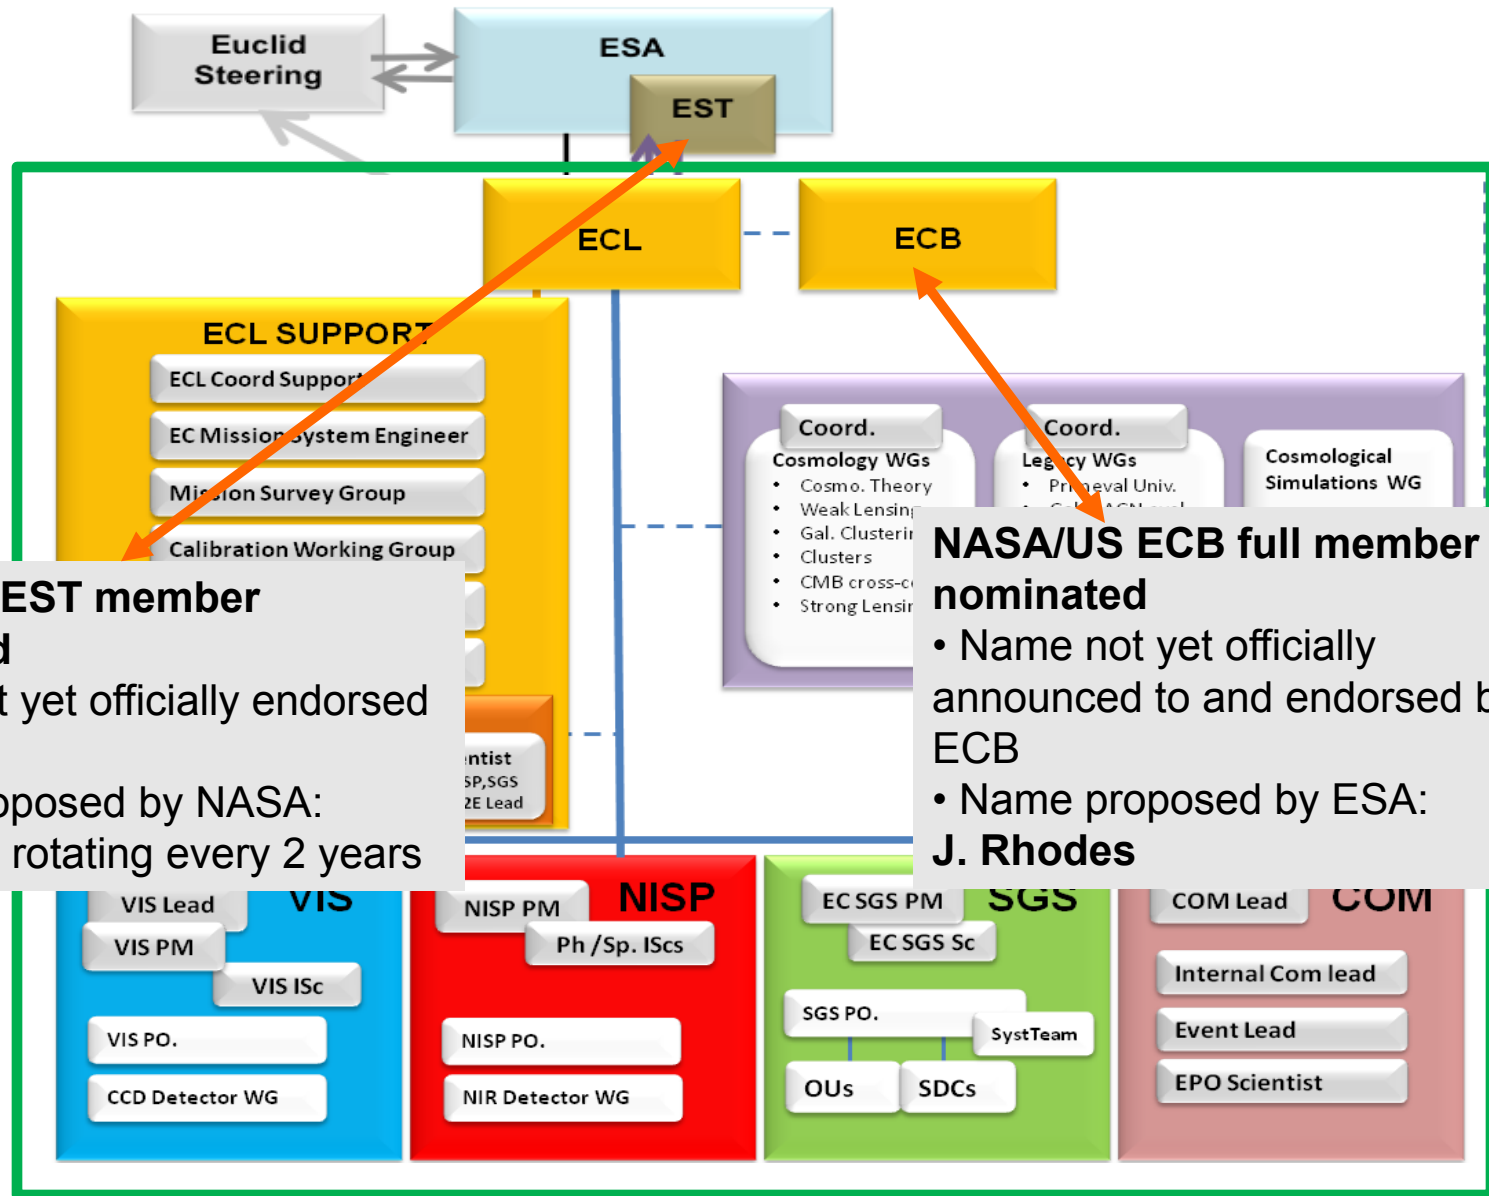 Euclid
Steering
ESA
EST
ECL
ECB
ECL SUPPORT
ECL Coord Support
EC Mission System Engineer
Mission Survey Group
Calibration Working Group
EST member
d
t yet officially endorsed
oposed by NASA:
rotating every 2 years
entist
SP,SGS
2E Lead
Coord.
Cosmology WGs
• Cosmo. Theory
• Weak Lensing
• Gal. Clustering
• Clusters
• CMB cross-c
• Strong Lensin
Coord.
Legacy WGs
• Primeval Univ.
Cosmological
Simulations WG
NASA/US ECB full member
nominated
• Name not yet officially
announced to and endorsed b
ECB
• Name proposed by ESA:
J. Rhodes
VIS
VIS Lead
VIS PM
VIS ISc
VIS PO.
CCD Detector WG
NISP
NISP PM
Ph /Sp. IScs
NISP PO.
NIR Detector WG
SGS
EC SGS PM
EC SGS Sc
SGS PO.
SystTeam
OUs
SDCs
COM
COM Lead
Internal Com lead
Event Lead
EPO Scientist